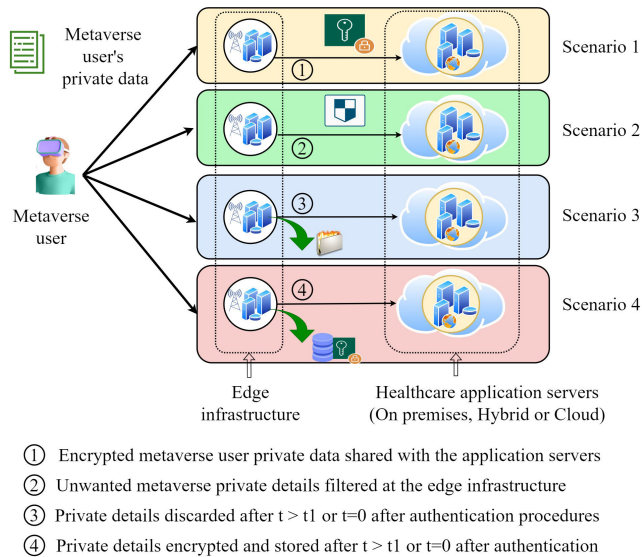 Metaverse
user's
private data
Metaverse
user
1
Scenario 1
2
Scenario 2
3
Scenario 3
4
Scenario 4
Edge
infrastructure
Healthcare application servers
(On premises, Hybrid or Cloud)
1 Encrypted metaverse user private data shared with the application servers
2 Unwanted metaverse private details filtered at the edge infrastructure
3 Private details discarded after t > t1 or t=0 after authentication procedures
4 Private details encrypted and stored after t > t1 or t=0 after authentication